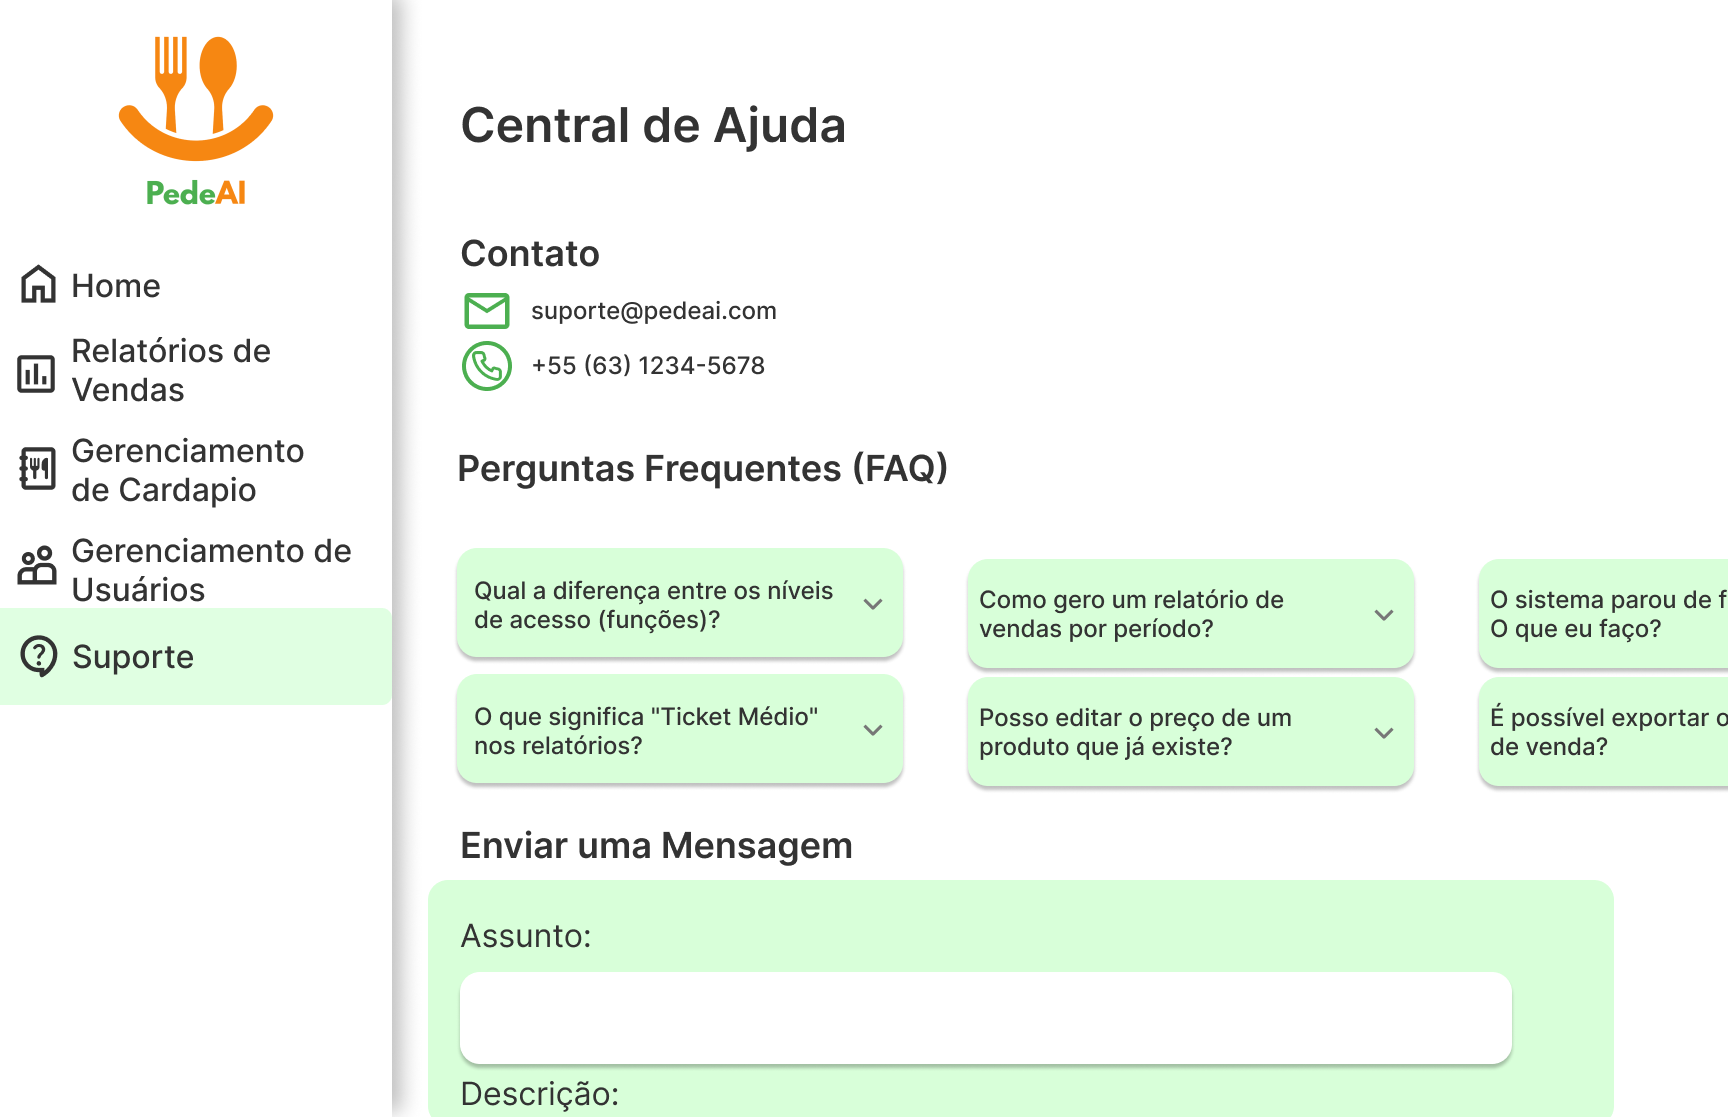 PedeAI
Home
Relatórios de
Vendas
Gerenciamento
de Cardapio
Gerenciamento de
Usuários
Suporte
Central de Ajuda
Contato
suporte@pedeai.com
+55 (63) 1234-5678
Perguntas Frequentes (FAQ)
Qual a diferença entre os níveis
de acesso (funções)?
Como gero um relatório de
vendas por período?
O sistema parou de
O que eu faço?
O que significa "Ticket Médio"
nos relatórios?
Posso editar o preço de um
produto que já existe?
É possível exportar
de venda?
Enviar uma Mensagem
Assunto:
Descrição: